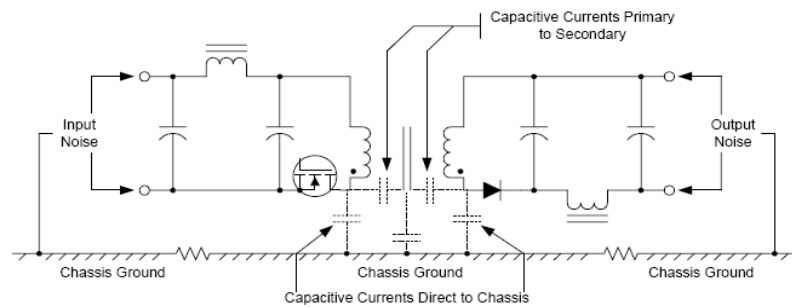 Capacitive Currents Primary
to Secondary
Input
Noise
Output
Noise
Chassis Ground
Chassis Ground
Chassis Ground
Capacitive Currents Direct to Chassis